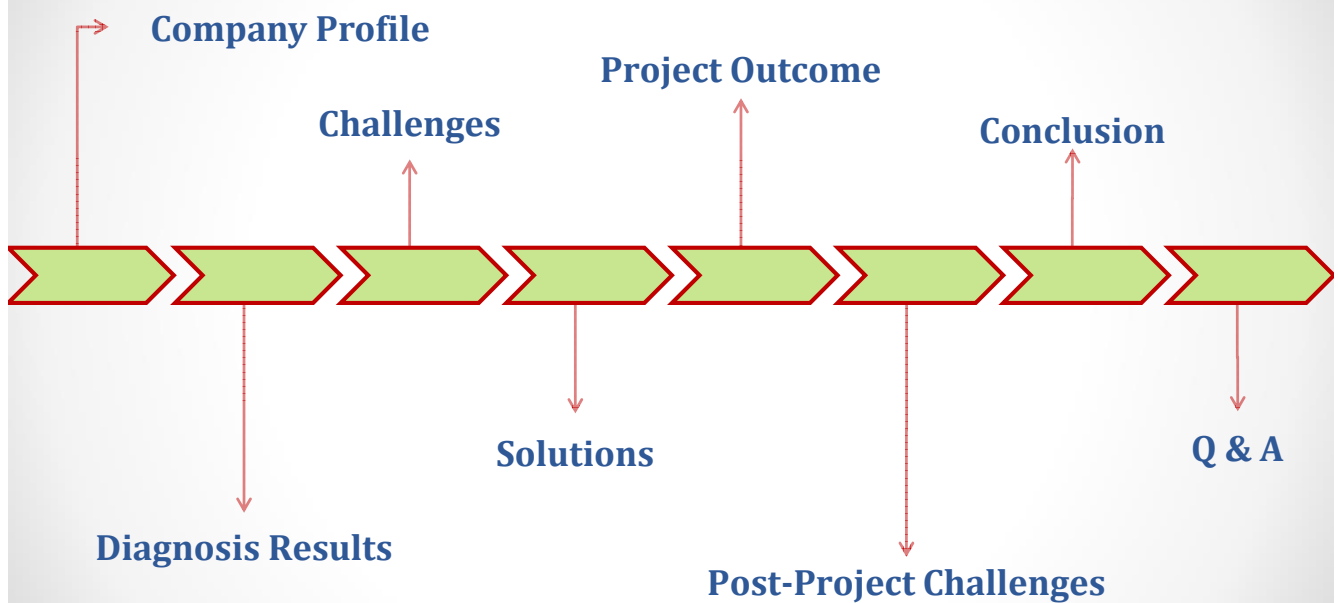 Company Profile
Project Outcome
Challenges
Conclusion
Solutions
Q & A
Diagnosis Results
Post-Project Challenges